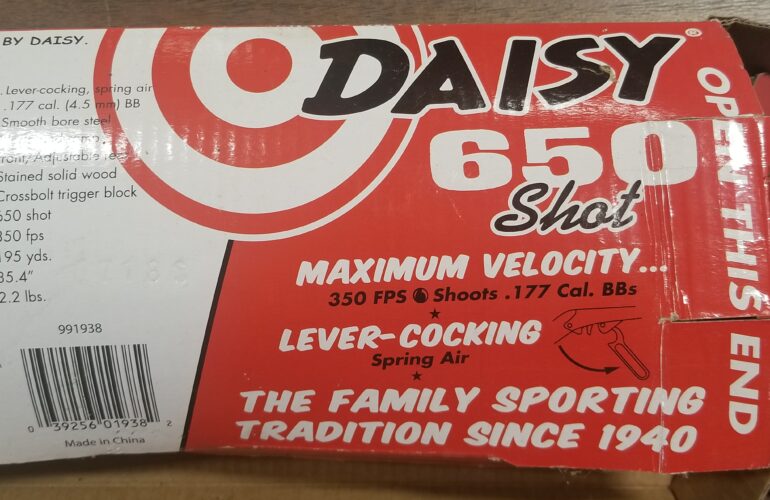 BY DAISY.
Lever-cocking, spring air
.177 cal. (4.5 mm) BB
Smooth bore steel
Stained solid wood
Crossbolt trigger block
650 shot
350 fps
195 yds.
35.4"
2.2 lbs.
991938
0 39256 01938 2
Made in China
DAISY®
650
Shot
MAXIMUM VELOCITY...
350 FPS Shoots .177 Cal. BBs
LEVER-COCKING
Spring Air
THE FAMILY SPORTING
TRADITION SINCE 1940
OPEN THIS END